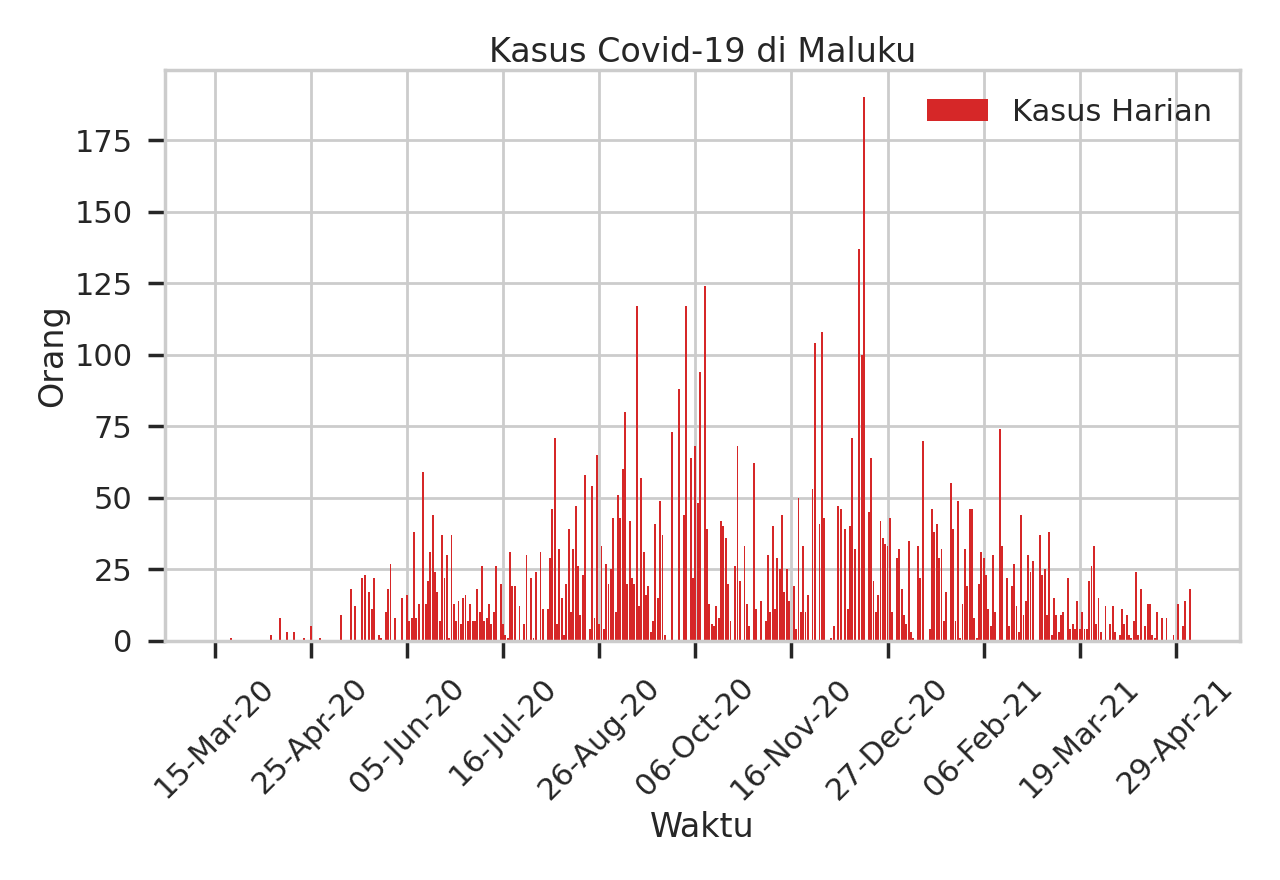 Kasus Covid-19 di Maluku
Kasus Harian
175
150
125
100
75
50
25
0
Orang
15-Mar-20
25-Apr-20
05-Jun-20
16-Jul-20
26-Aug-20
06-Oct-20
16-Nov-20
27-Dec-20
06-Feb-21
19-Mar-21
29-Apr-21
Waktu